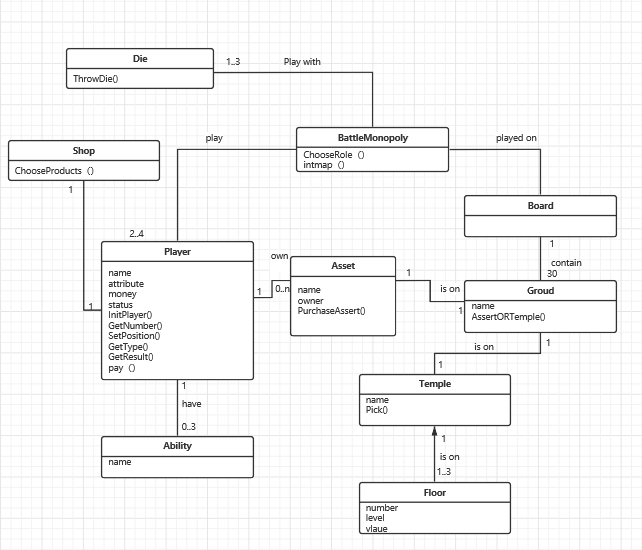 Die
ThrowDie()
1..3
Play with
BattleMonopoly
ChooseRole ()
intmap ()
play
played on
Shop
ChooseProducts ()
1
Board
1
contain
30
2..4
Player
name
attribute
money
status
InitPlayer()
GetNumber()
SetPosition()
GetType()
GetResult()
pay ()
1
own
1
0..n
Asset
name
owner
PurchaseAssert()
1
is on
1
Groud
name
AssertORTemple()
1
is on
1
Temple
name
Pick()
1
have
0..3
Ability
name
1
is on
1..3
Floor
number
level
vlaue